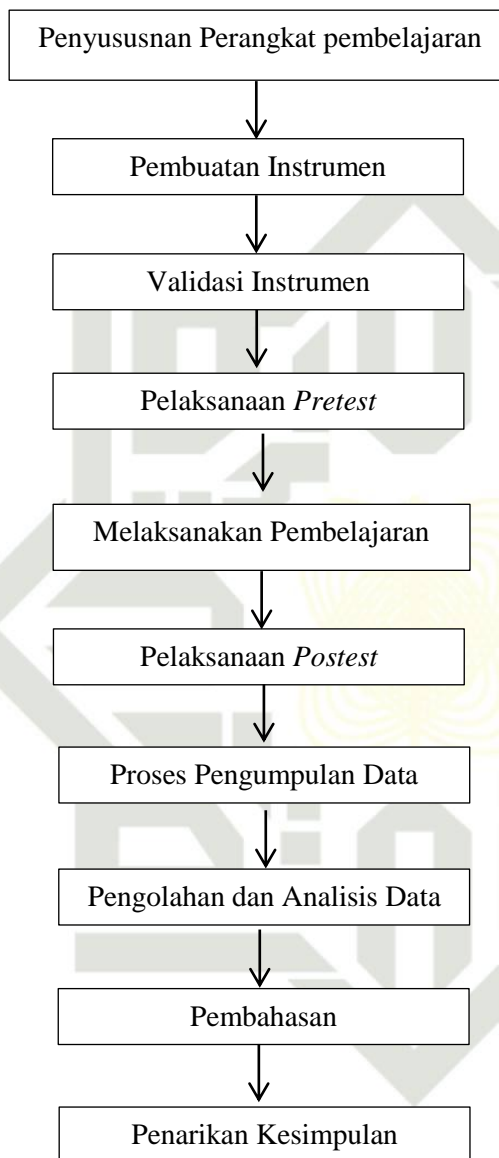 Penyususnan Perangkat pembelajaran
Pembuatan Instrumen
Validasi Instrumen
Pelaksanaan Pretest
Melaksanakan Pembelajaran
Pelaksanaan Postest
Proses Pengumpulan Data
Pengolahan dan Analisis Data
Pembahasan
Penarikan Kesimpulan